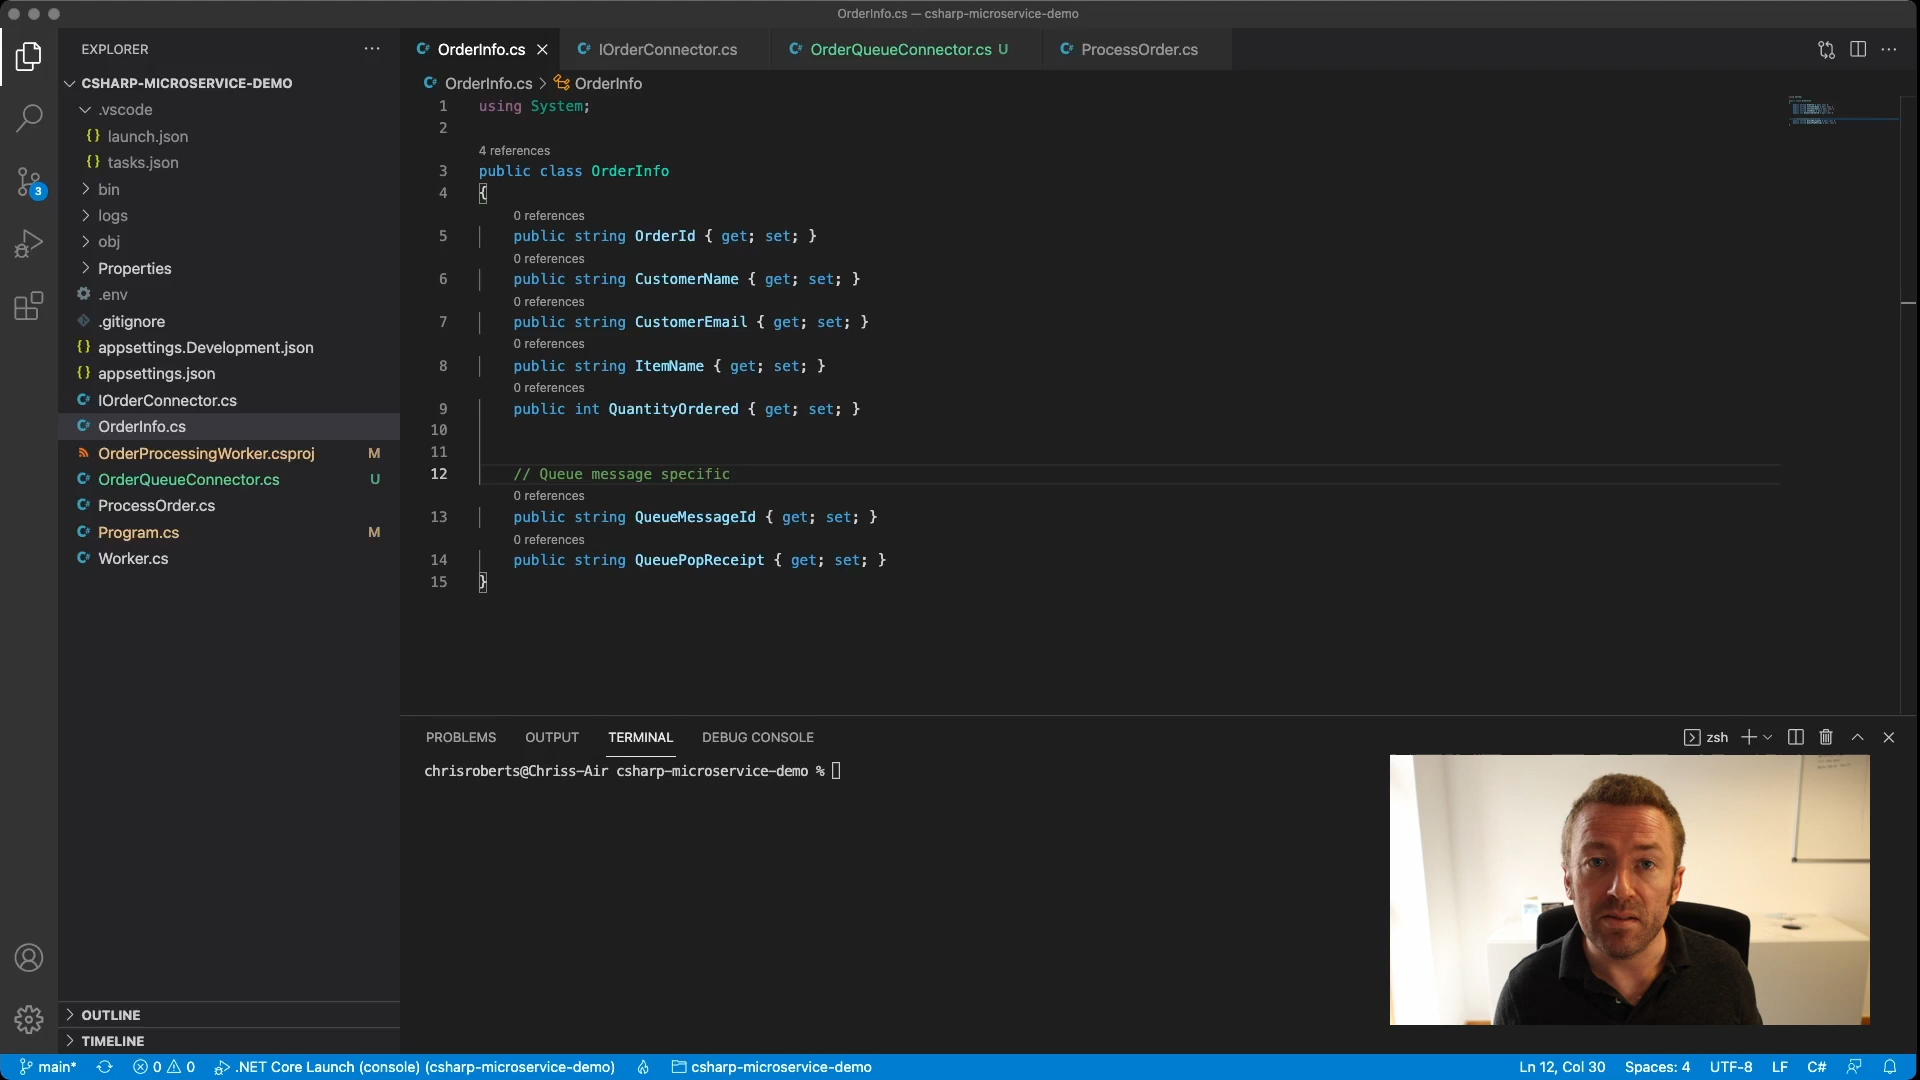 OrderInfo.cs — csharp-microservice-demo
EXPLORER
OrderInfo.cs
IOrderConnector.cs
OrderQueueConnector.cs U
ProcessOrder.cs
CSHARP-MICROSERVICE-DEMO
.vscode
launch.json
tasks.json
bin
logs
obj
Properties
.env
.gitignore
appsettings.Development.json
appsettings.json
IOrderConnector.cs
OrderInfo.cs
OrderProcessingWorker.csproj M
OrderQueueConnector.cs U
ProcessOrder.cs
Program.cs M
Worker.cs
3
OUTLINE
TIMELINE
OrderInfo.cs > OrderInfo
1 using System;
2
4 references
3 public class OrderInfo
4 {
0 references
5 public string OrderId { get; set; }
0 references
6 public string CustomerName { get; set; }
0 references
7 public string CustomerEmail { get; set; }
0 references
8 public string ItemName { get; set; }
0 references
9 public int QuantityOrdered { get; set; }
10
11
12 // Queue message specific
0 references
13 public string QueueMessageId { get; set; }
0 references
14 public string QueuePopReceipt { get; set; }
15 }
PROBLEMS OUTPUT TERMINAL DEBUG CONSOLE
zsh
chrisroberts@Chriss-Air csharp-microservice-demo %
main* 0 0 .NET Core Launch (console) (csharp-microservice-demo) csharp-microservice-demo
Ln 12, Col 30 Spaces: 4 UTF-8 LF C#